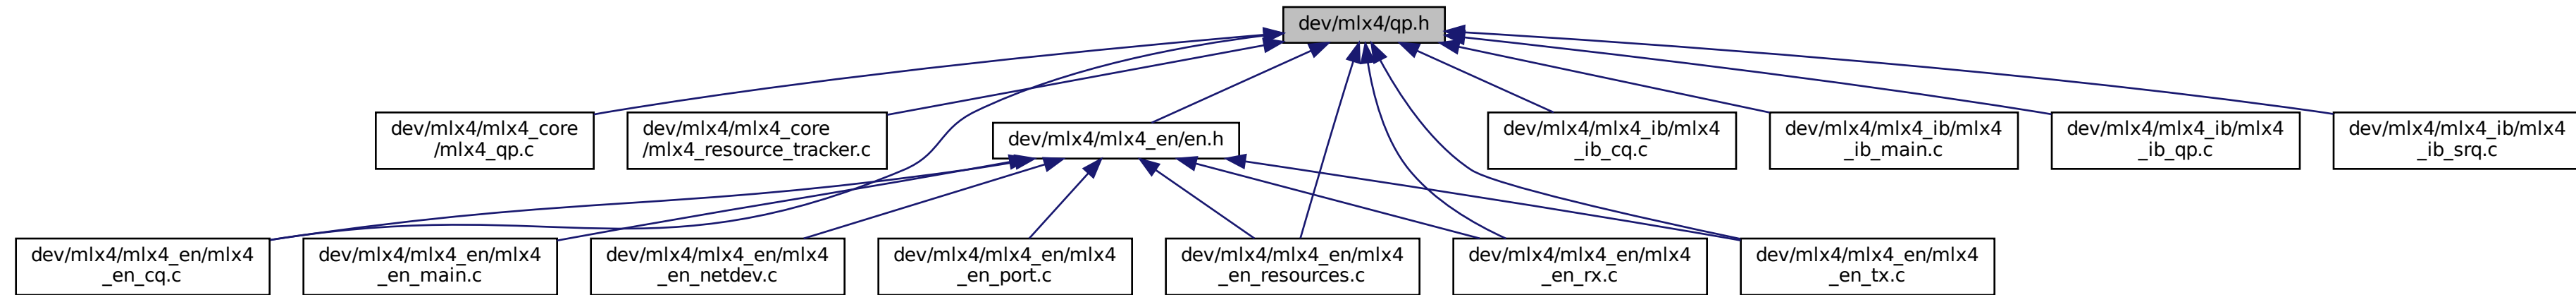 dev/mlx4/qp.h
dev/mlx4/mlx4_core
/mlx4_qp.c
dev/mlx4/mlx4_core
/mlx4_resource_tracker.c
dev/mlx4/mlx4_en/en.h
dev/mlx4/mlx4_ib/mlx4
_ib_cq.c
dev/mlx4/mlx4_ib/mlx4
_ib_main.c
dev/mlx4/mlx4_ib/mlx4
_ib_qp.c
dev/mlx4/mlx4_ib/mlx4
_ib_srq.c
dev/mlx4/mlx4_en/mlx4
_en_cq.c
dev/mlx4/mlx4_en/mlx4
_en_main.c
dev/mlx4/mlx4_en/mlx4
_en_netdev.c
dev/mlx4/mlx4_en/mlx4
_en_port.c
dev/mlx4/mlx4_en/mlx4
_en_resources.c
dev/mlx4/mlx4_en/mlx4
_en_rx.c
dev/mlx4/mlx4_en/mlx4
_en_tx.c